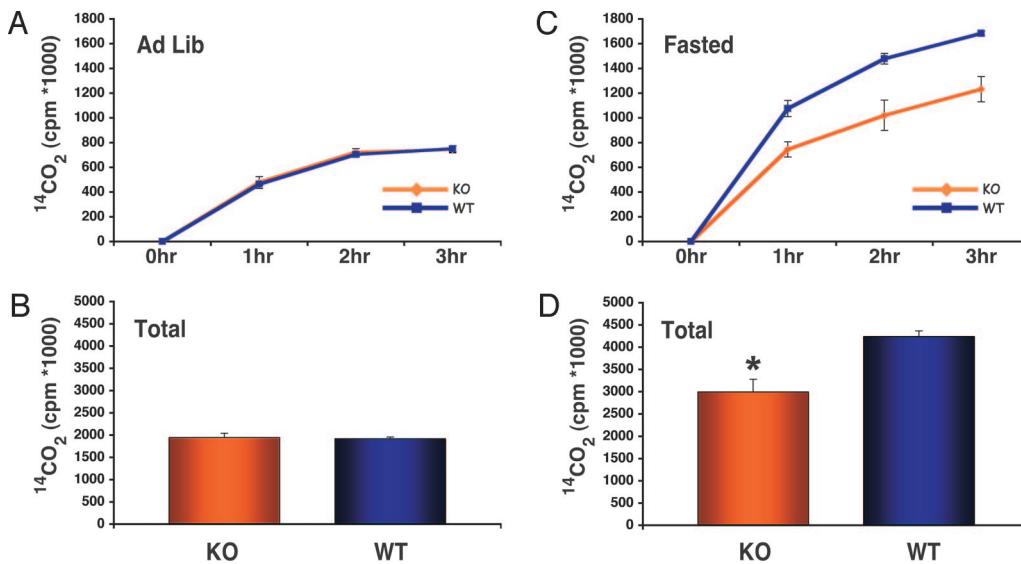 A
Ad Lib
14CO2 (cpm *1000)
1800
1600
1400
1200
1000
800
600
400
200
0
0hr 1hr 2hr 3hr
KO
WT
B
Total
14CO2 (cpm *1000)
5000
4500
4000
3500
3000
2500
2000
1500
1000
500
0
KO WT
C
Fasted
14CO2 (cpm *1000)
1800
1600
1400
1200
1000
800
600
400
200
0
0hr 1hr 2hr 3hr
KO
WT
D
Total
14CO2 (cpm *1000)
5000
4500
4000
3500
3000
2500
2000
1500
1000
500
0
*
KO WT